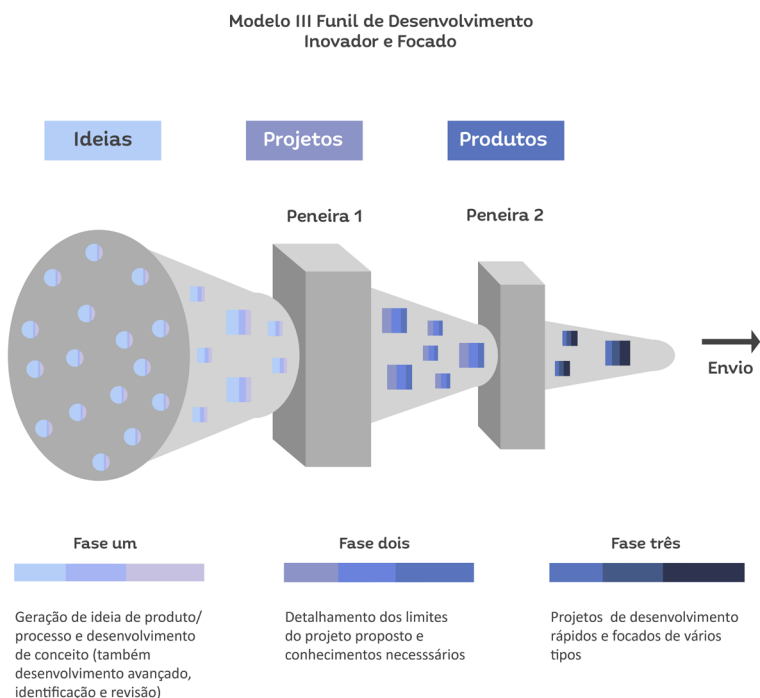 Modelo III Funil de Desenvolvimento
Inovador e Focado
Ideias
Projetos
Produtos
Peneira 1
Peneira 2
Envio
Fase um
Geração de ideia de produto/
processo e desenvolvimento
de conceito (também
desenvolvimento avançado,
identificação e revisão)
Fase dois
Detalhamento dos limites
do projeto proposto e
conhecimentos necesssários
Fase três
Projetos de desenvolvimento
rápidos e focados de vários
tipos